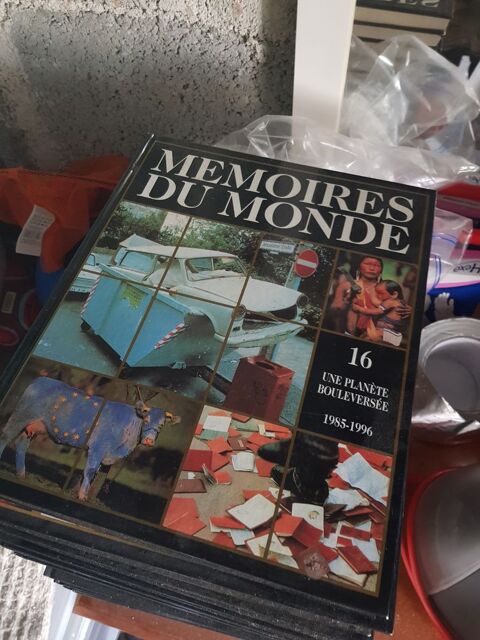 MEMOIRES
DU MONDE
16
UNE PLANÈTE
BOULEVERSÉE
1985-1996